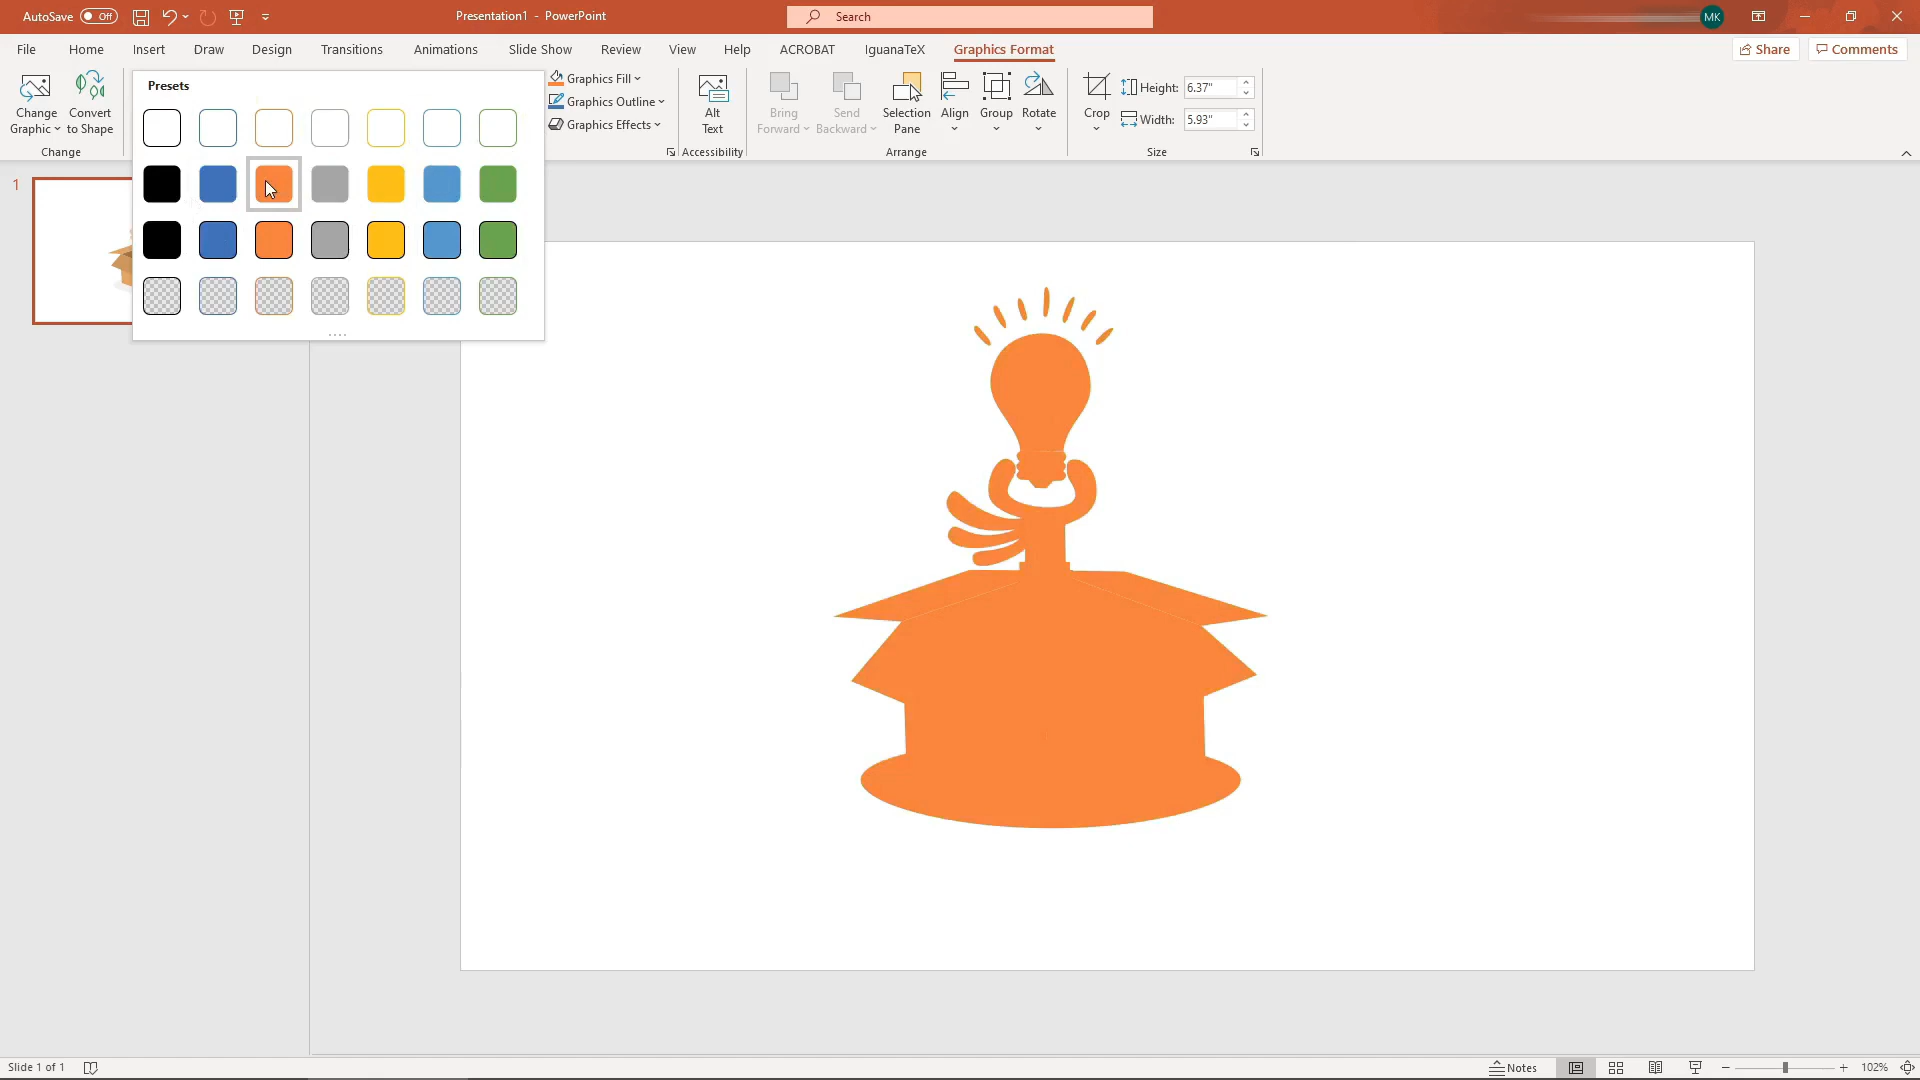 AutoSave Off
Presentation1 - PowerPoint
Search
MK
File Home Insert Draw Design Transitions Animations Slide Show Review View Help ACROBAT IguanaTeX Graphics Format
Share
Comments
Change Graphic
Convert to Shape
Change
Presets
Graphics Fill
Graphics Outline
Graphics Effects
Alt Text
Accessibility
Bring Forward
Send Backward
Selection Pane
Align
Group
Rotate
Arrange
Crop
Height: 6.37"
Width: 5.93"
Size
1
Slide 1 of 1
Notes
102%